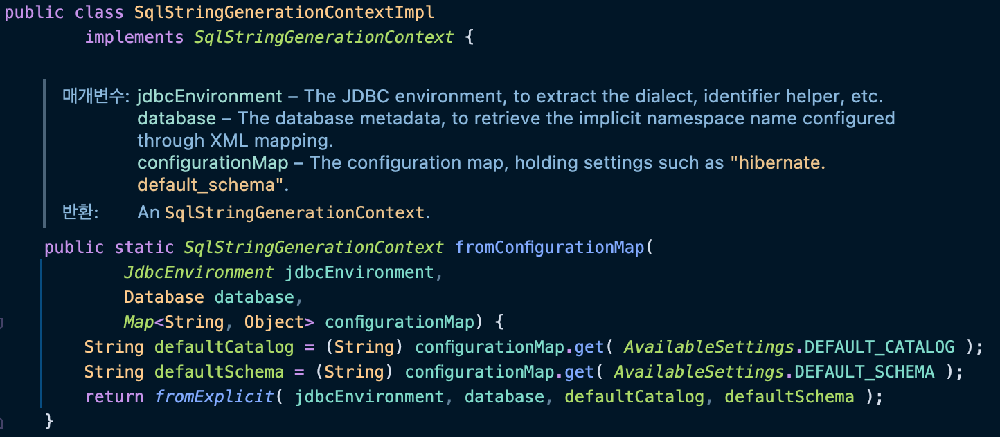 public class SqlStringGenerationContextImpl
implements SqlStringGenerationContext {
매개변수: jdbcEnvironment – The JDBC environment, to extract the dialect, identifier helper, etc.
database – The database metadata, to retrieve the implicit namespace name configured
through XML mapping.
configurationMap – The configuration map, holding settings such as "hibernate.
default_schema".
반환: An SqlStringGenerationContext.
public static SqlStringGenerationContext fromConfigurationMap(
JdbcEnvironment jdbcEnvironment,
Database database,
Map<String, Object> configurationMap) {
String defaultCatalog = (String) configurationMap.get( AvailableSettings.DEFAULT_CATALOG );
String defaultSchema = (String) configurationMap.get( AvailableSettings.DEFAULT_SCHEMA );
return fromExplicit( jdbcEnvironment, database, defaultCatalog, defaultSchema );
}